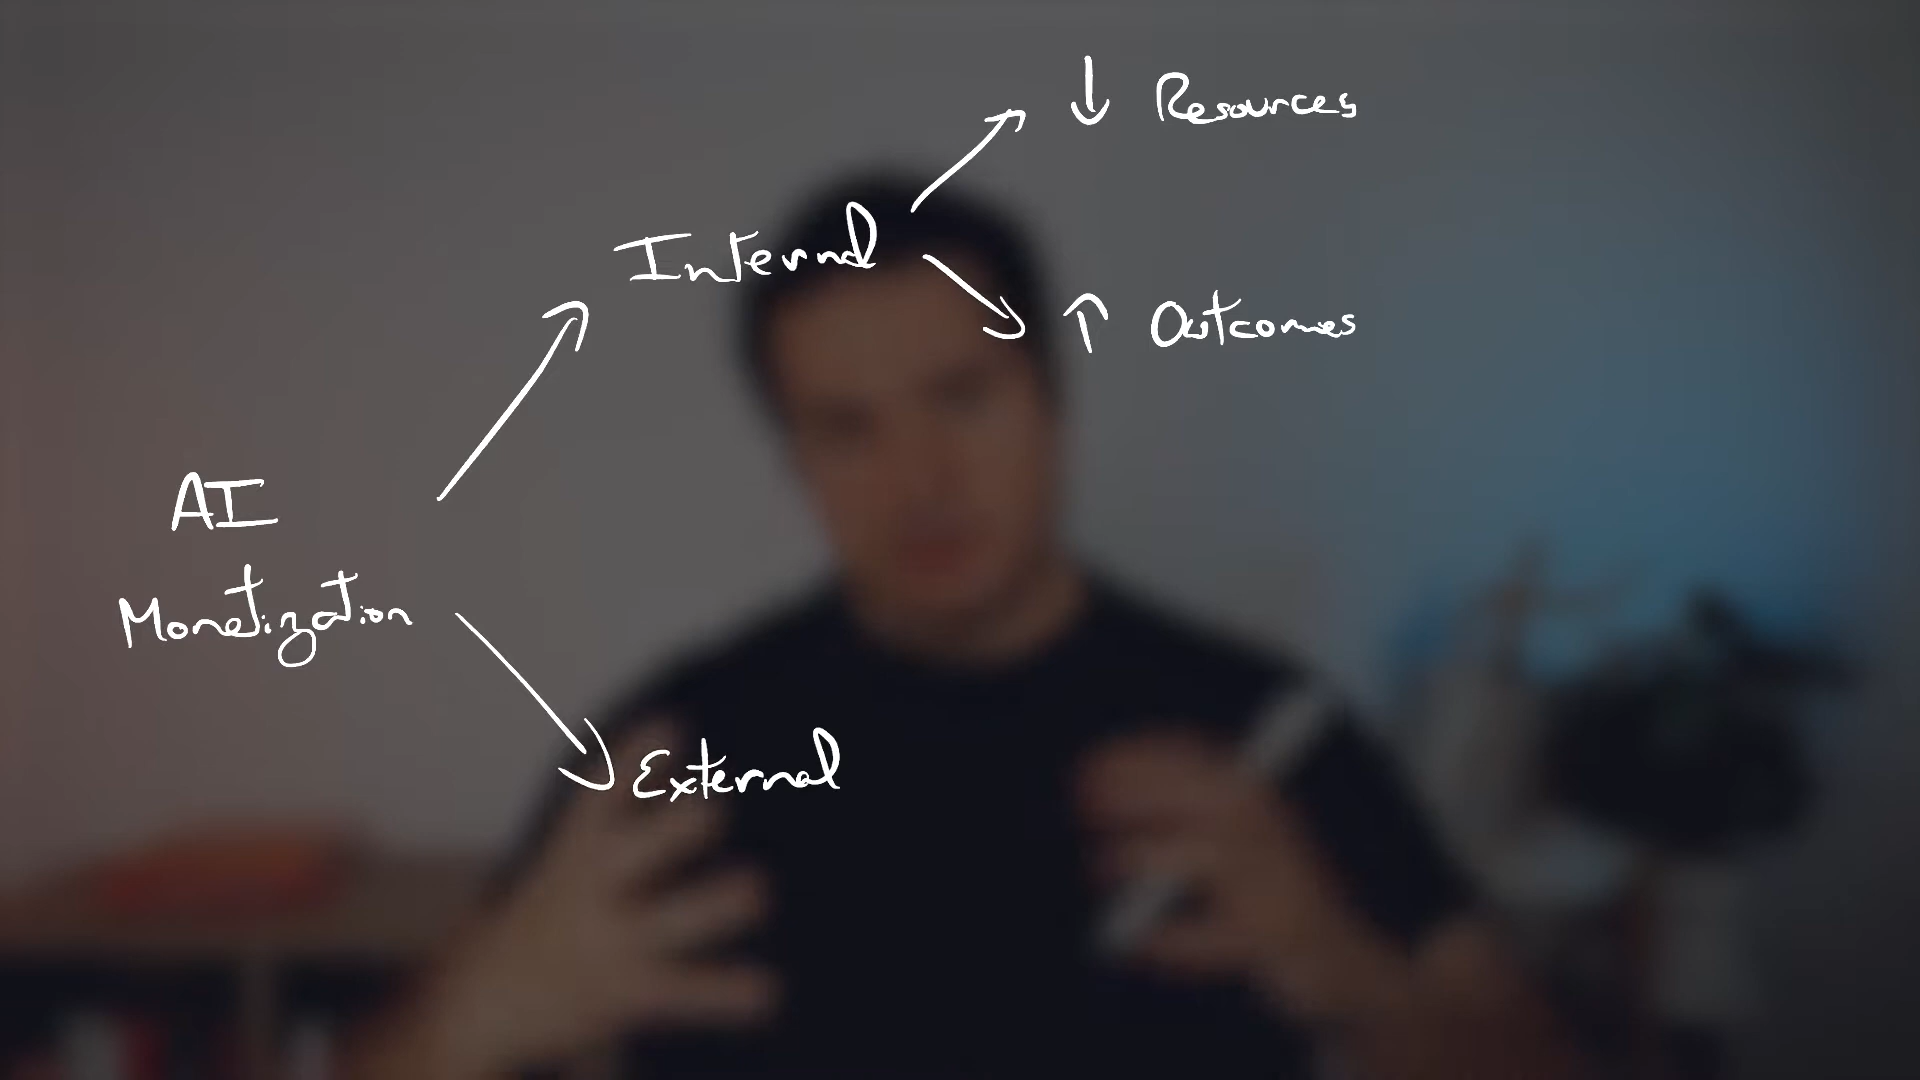 ↓ Resources
Internal
↑ Outcomes
AI
Monetization
External